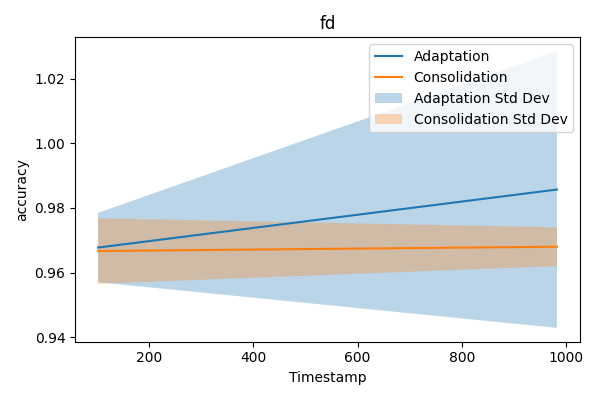 fd
Adaptation
Consolidation
Adaptation Std Dev
Consolidation Std Dev
accuracy
1.02
1.00
0.98
0.96
0.94
200
400
600
800
1000
Timestamp